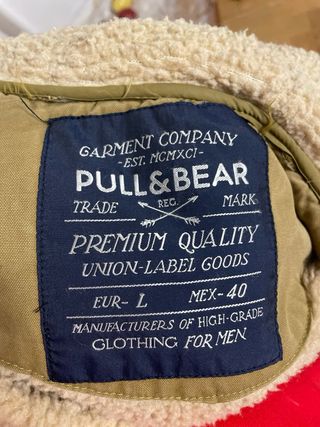 GARMENT COMPANY
-EST. MCMXCI-
PULL&BEAR
TRADE REG. MARK
PREMIUM QUALITY
UNION-LABEL GOODS
EUR- L MEX- 40
MANUFACTURERS OF HIGH-GRADE
CLOTHING FOR MEN